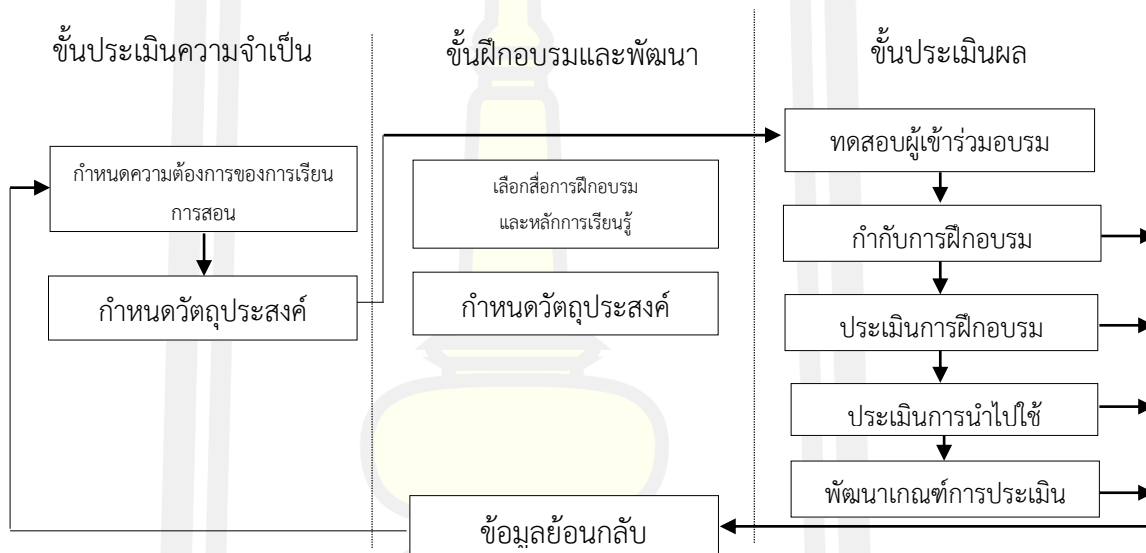 ขั้นประเมินความจำเป็น
ขั้นฝึกอบรมและพัฒนา
ขั้นประเมินผล
กำหนดความต้องการของการเรียน
การสอน
กำหนดวัตถุประสงค์
เลือกสื่อการฝึกอบรม
และหลักการเรียนรู้
กำหนดวัตถุประสงค์
ทดสอบผู้เข้าร่วมอบรม
กำกับการฝึกอบรม
ประเมินการฝึกอบรม
ประเมินการนำไปใช้
พัฒนาเกณฑ์การประเมิน
ข้อมูลย้อนกลับ